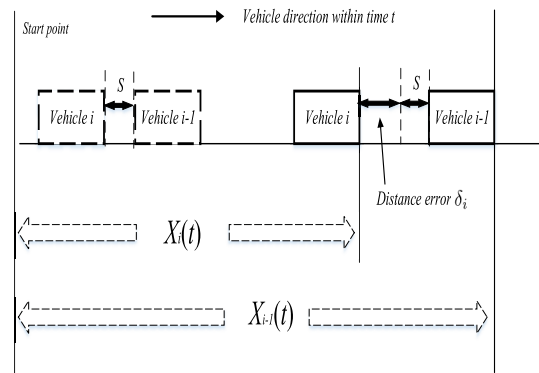 Vehicle direction within time t
Start point
S
S
Vehicle i
Vehicle i-1
Vehicle i
Vehicle i-1
Distance error δi
Xi(t)
Xi-1(t)